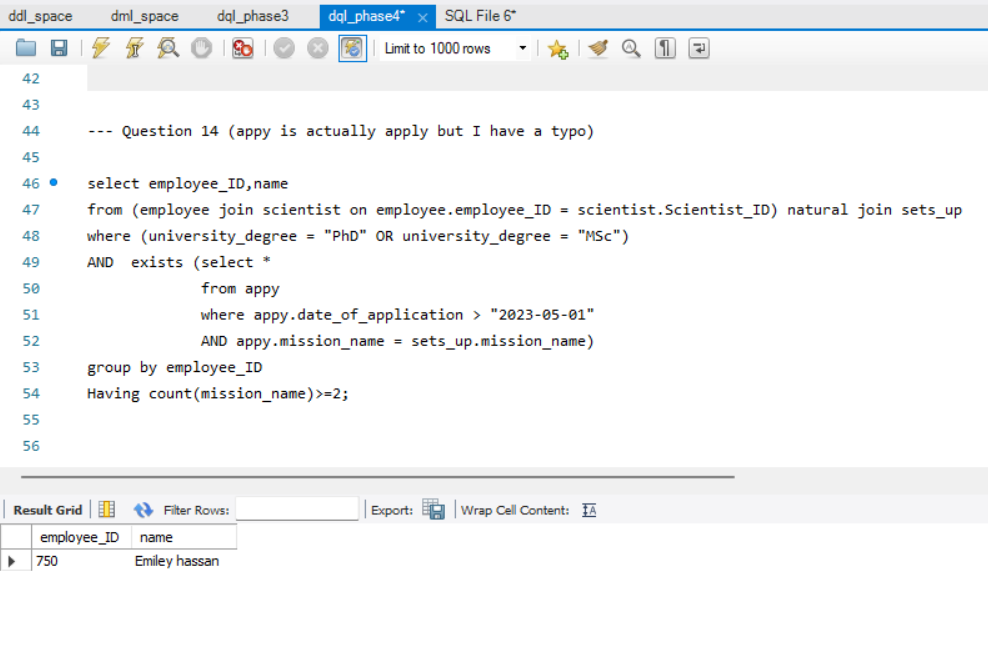 ddl_space dml_space dql_phase3 dql_phase4* SQL File 6*
Limit to 1000 rows
42
43
44 --- Question 14 (appy is actually apply but I have a typo)
45
46 select employee_ID,name
47 from (employee join scientist on employee.employee_ID = scientist.Scientist_ID) natural join sets_up
48 where (university_degree = "PhD" OR university_degree = "MSc")
49 AND  exists (select *
50 from appy
51 where appy.date_of_application > "2023-05-01"
52 AND appy.mission_name = sets_up.mission_name)
53 group by employee_ID
54 Having count(mission_name)>=2;
55
56
Result Grid Filter Rows: Export: Wrap Cell Content: IA
employee_ID name
750 Emiley hassan